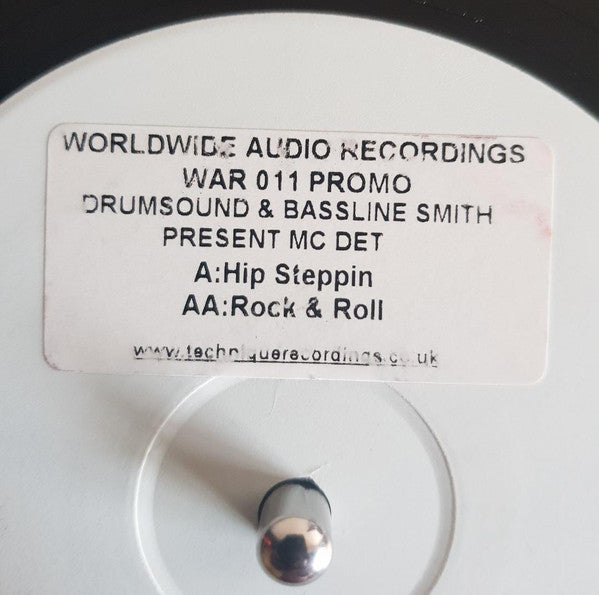 WORLDWIDE AUDIO RECORDINGS
WAR 011 PROMO
DRUMSOUND & BASSLINE SMITH
PRESENT MC DET
A:Hip Steppin
AA:Rock & Roll
www.techniquerecordings.co.uk